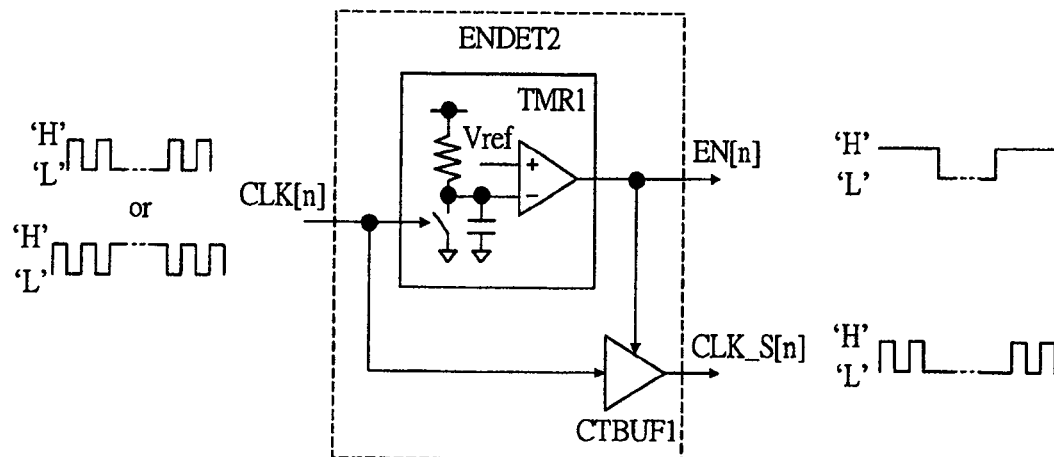 ENDET2
TMR1
Vref
+
−
‘H’
‘L’
or
‘H’
‘L’
CLK[n]
EN[n]
‘H’
‘L’
CLK_S[n]
‘H’
‘L’
CTBUF1